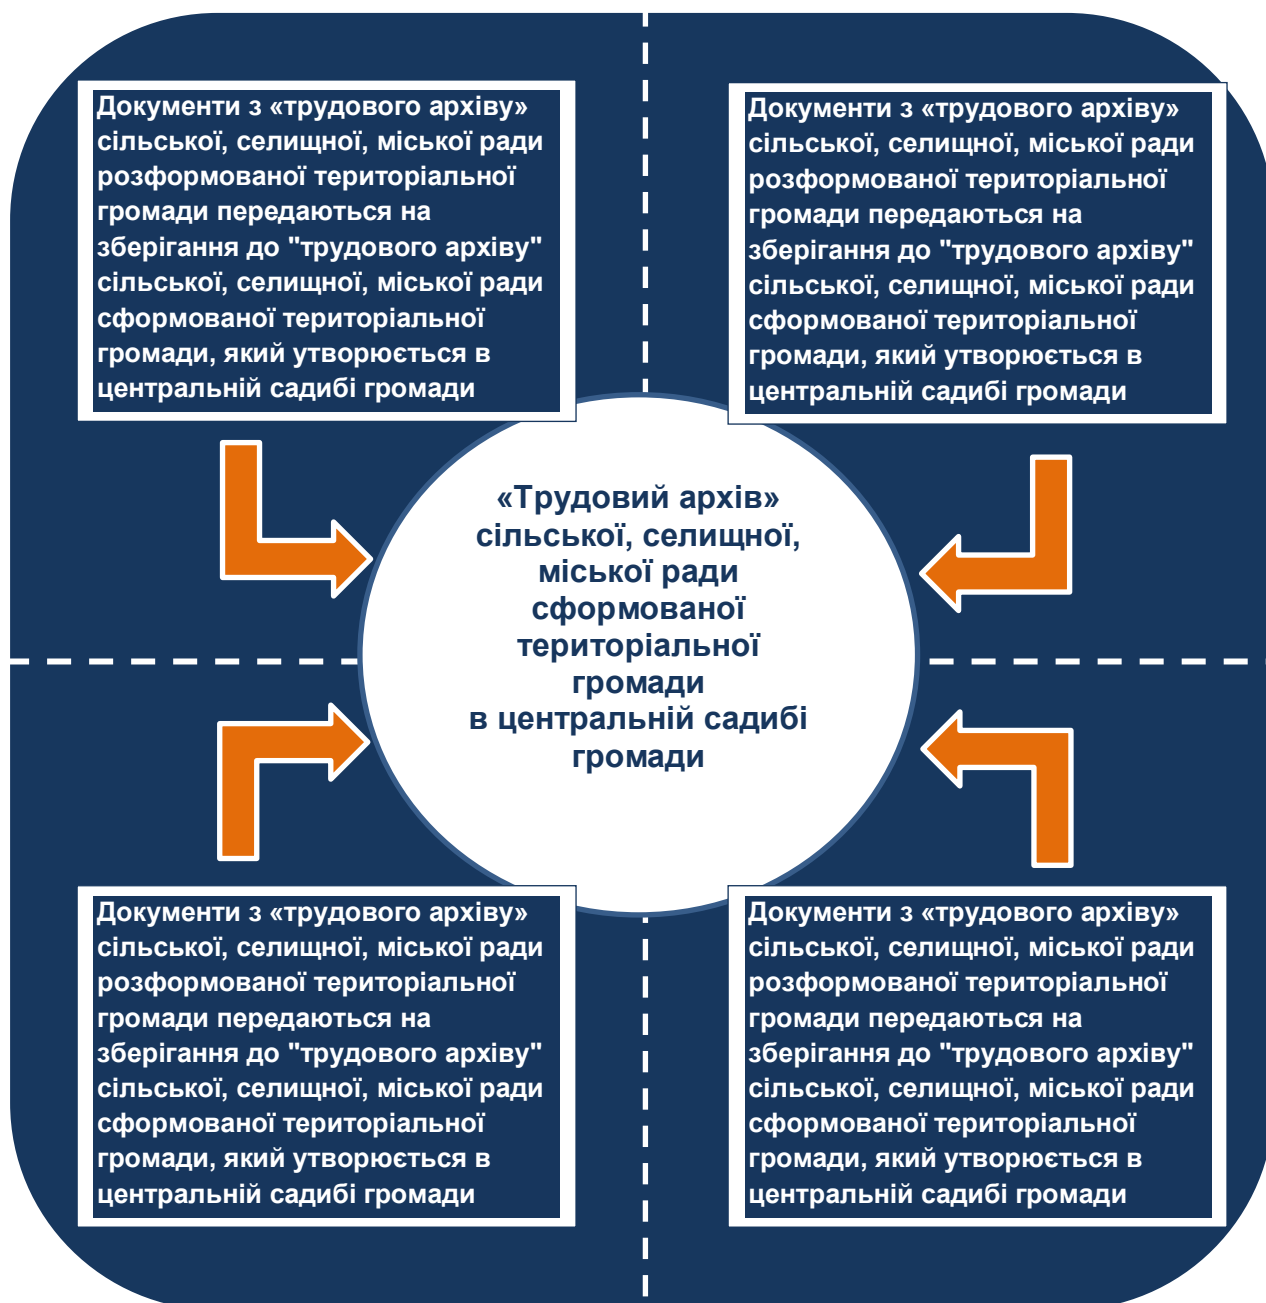 Документи з «трудового архіву»
сільської, селищної, міської ради
розформованої територіальної
громади передаються на
зберігання до "трудового архіву"
сільської, селищної, міської ради
сформованої територіальної
громади, який утворюється в
центральній садибі громади
Документи з «трудового архіву»
сільської, селищної, міської ради
розформованої територіальної
громади передаються на
зберігання до "трудового архіву"
сільської, селищної, міської ради
сформованої територіальної
громади, який утворюється в
центральній садибі громади
«Трудовий архів»
сільської, селищної,
міської ради
сформованої
територіальної
громади
в центральній садибі
громади
Документи з «трудового архіву»
сільської, селищної, міської ради
розформованої територіальної
громади передаються на
зберігання до "трудового архіву"
сільської, селищної, міської ради
сформованої територіальної
громади, який утворюється в
центральній садибі громади
Документи з «трудового архіву»
сільської, селищної, міської ради
розформованої територіальної
громади передаються на
зберігання до "трудового архіву"
сільської, селищної, міської ради
сформованої територіальної
громади, який утворюється в
центральній садибі громади